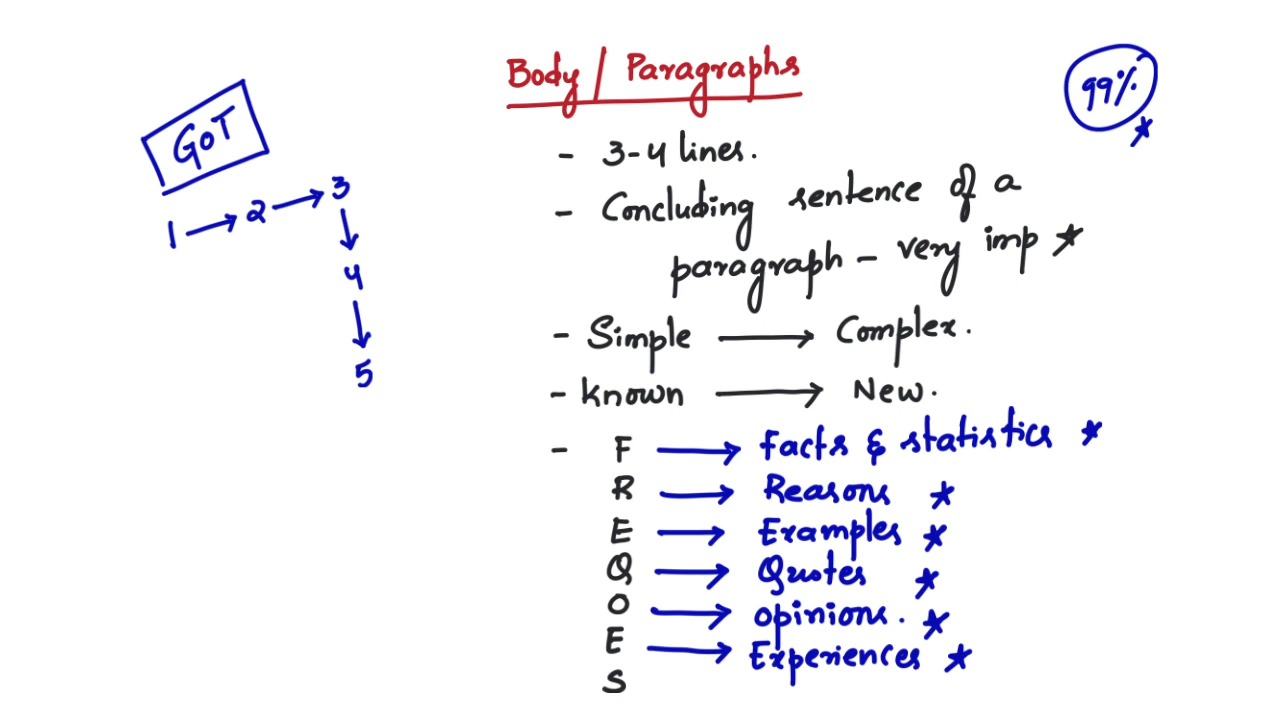 Body / Paragraphs
99%
GoT
1 → 2 → 3
4
5
- 3-4 lines.
- Concluding sentence of a
paragraph - very imp ★
- Simple → Complex.
- known → New.
- F → facts & statistics ★
R → Reasons ★
E → Examples ★
Q → Quotes ★
O → opinions. ★
E → Experiences ★
S